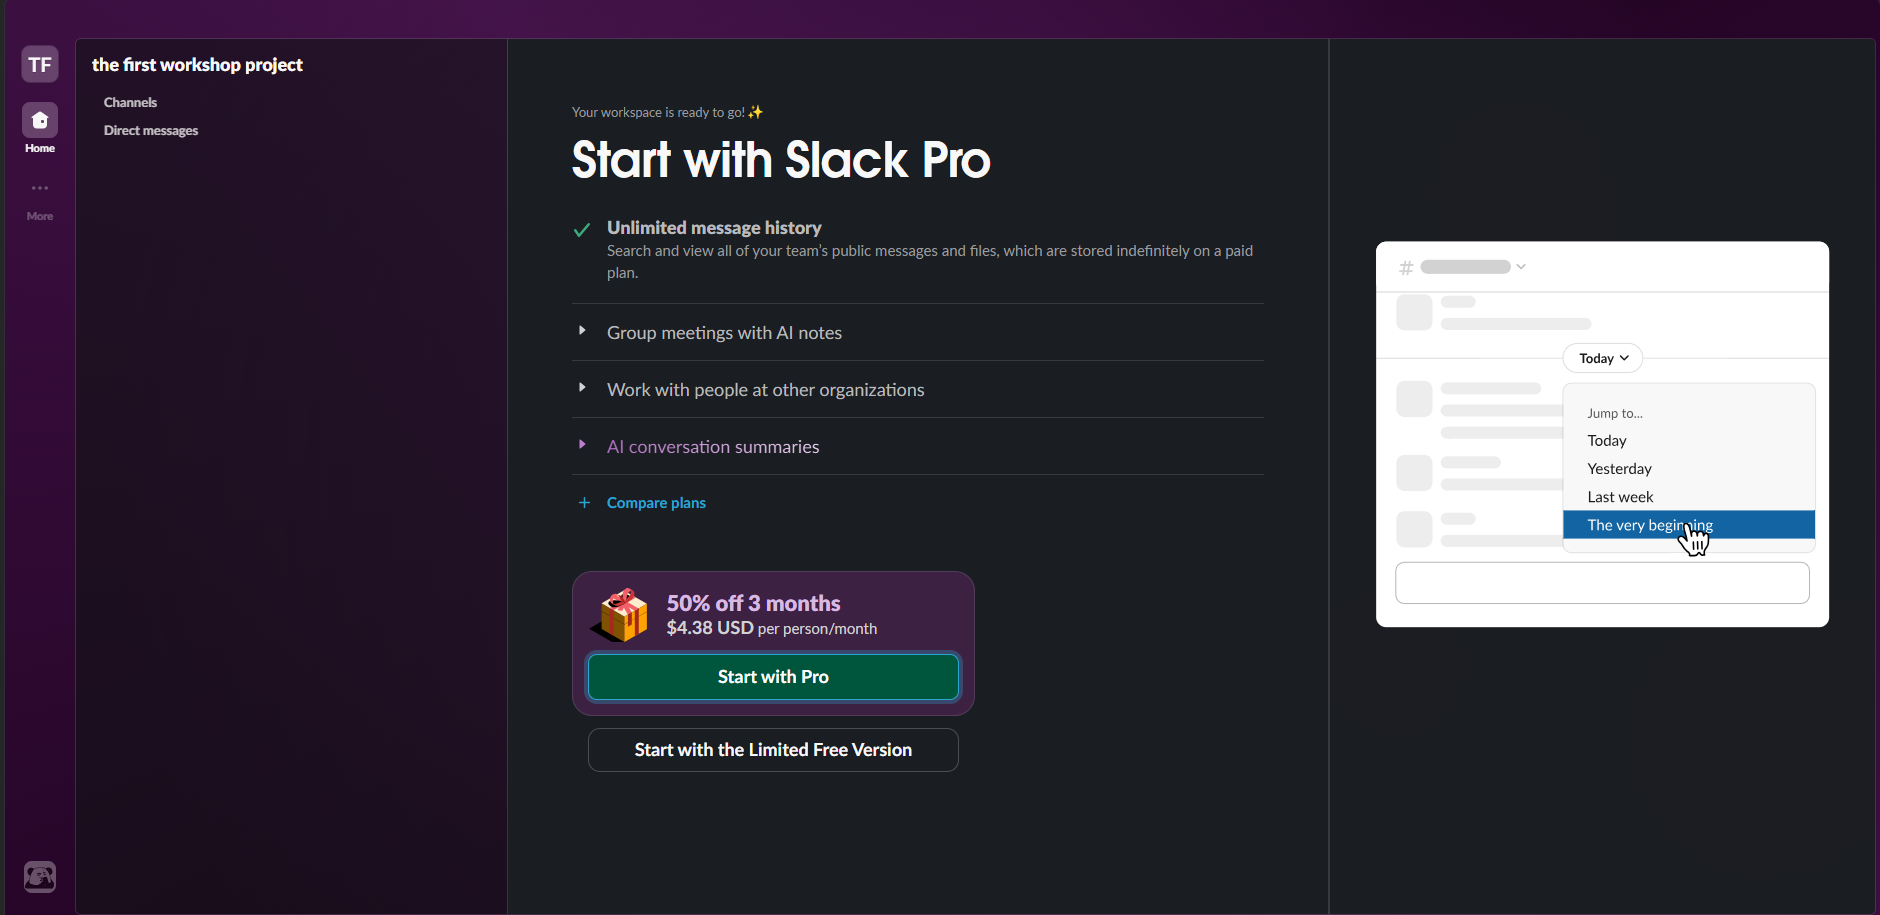 TF
Home
More
the first workshop project
Channels
Direct messages
Your workspace is ready to go!✨
Start with Slack Pro
Unlimited message history
Search and view all of your team’s public messages and files, which are stored indefinitely on a paid
plan.
Group meetings with AI notes
Work with people at other organizations
AI conversation summaries
+ Compare plans
50% off 3 months
$4.38 USD per person/month
Start with Pro
Start with the Limited Free Version
#
Today
Jump to...
Today
Yesterday
Last week
The very beginning